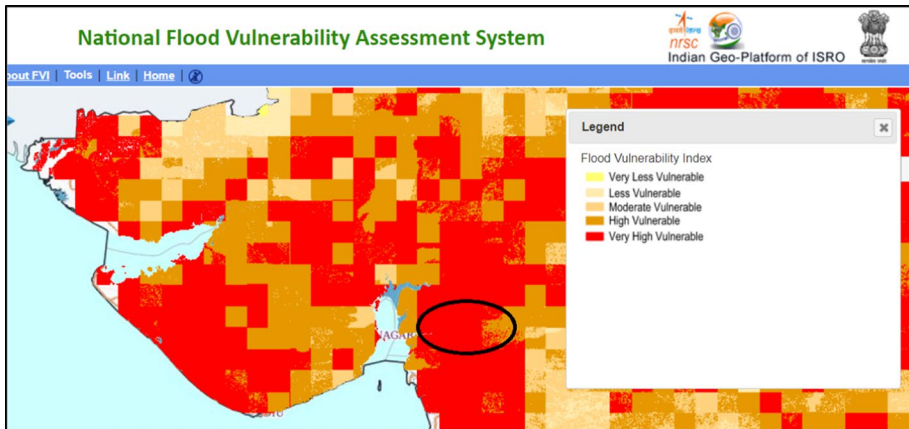 National Flood Vulnerability Assessment System
nrsc
Indian Geo-Platform of ISRO
bout FVI | Tools | Link | Home |
Legend
Flood Vulnerability Index
Very Less Vulnerable
Less Vulnerable
Moderate Vulnerable
High Vulnerable
Very High Vulnerable
NAGAR